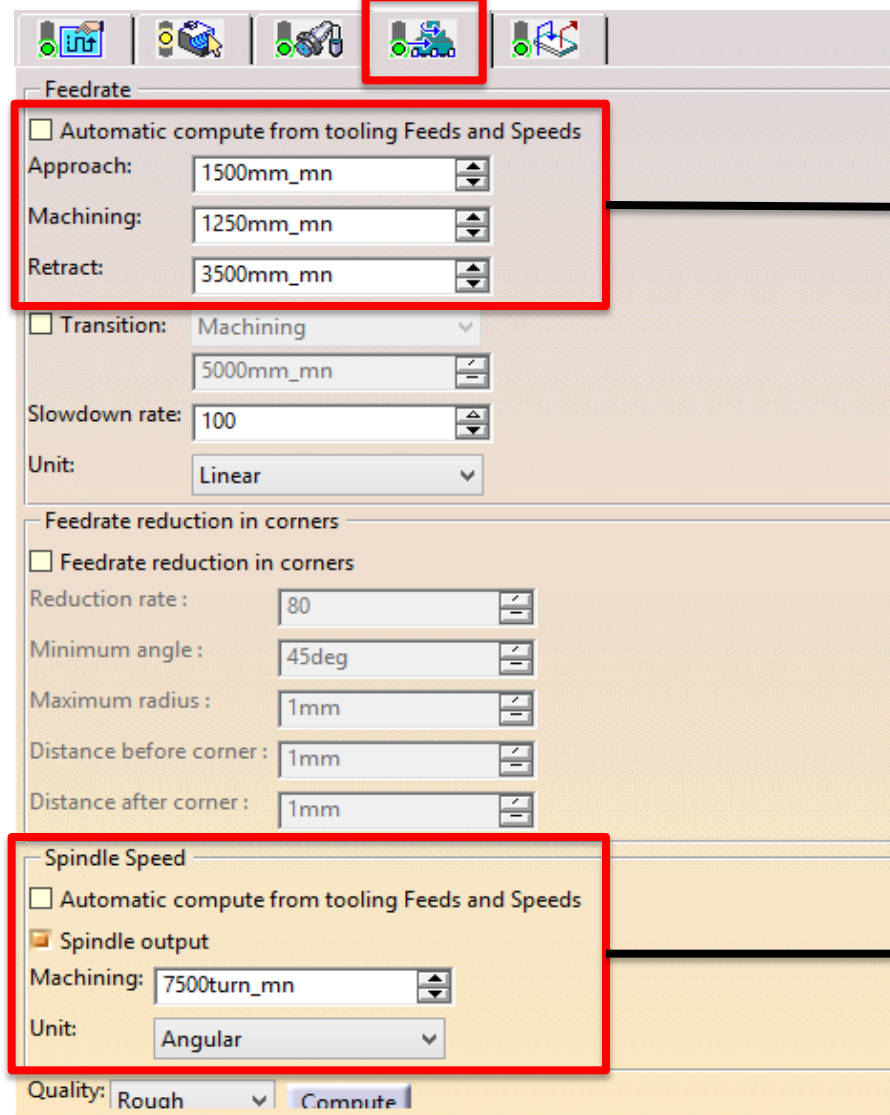 Feedrate
Automatic compute from tooling Feeds and Speeds
Approach: 1500mm_mn
Machining: 1250mm_mn
Retract: 3500mm_mn
Transition: Machining
5000mm_mn
Slowdown rate: 100
Unit: Linear
Feedrate reduction in corners
Feedrate reduction in corners
Reduction rate : 80
Minimum angle : 45deg
Maximum radius : 1mm
Distance before corner : 1mm
Distance after corner : 1mm
Spindle Speed
Automatic compute from tooling Feeds and Speeds
Spindle output
Machining: 7500turn_mn
Unit: Angular
Quality: Rough Compute